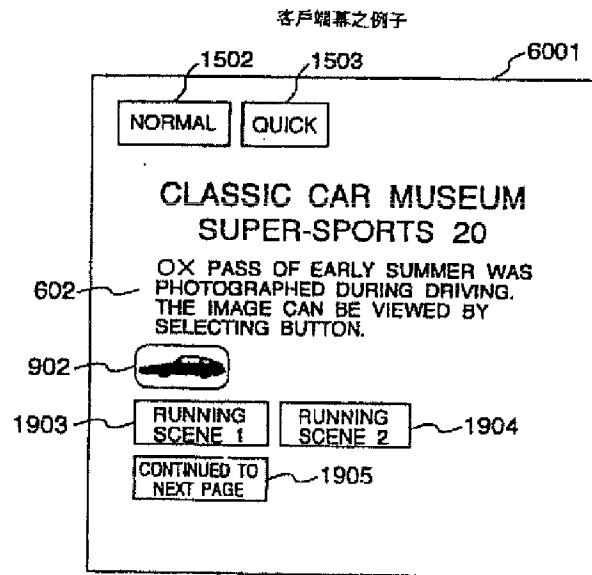 客戶端幕之例子
1502
1503
6001
NORMAL
QUICK
CLASSIC CAR MUSEUM
SUPER-SPORTS 20
OX PASS OF EARLY SUMMER WAS
602
PHOTOGRAPHED DURING DRIVING.
THE IMAGE CAN BE VIEWED BY
SELECTING BUTTON.
902
1903
RUNNING
SCENE 1
RUNNING
SCENE 2
1904
CONTINUED TO
NEXT PAGE
1905